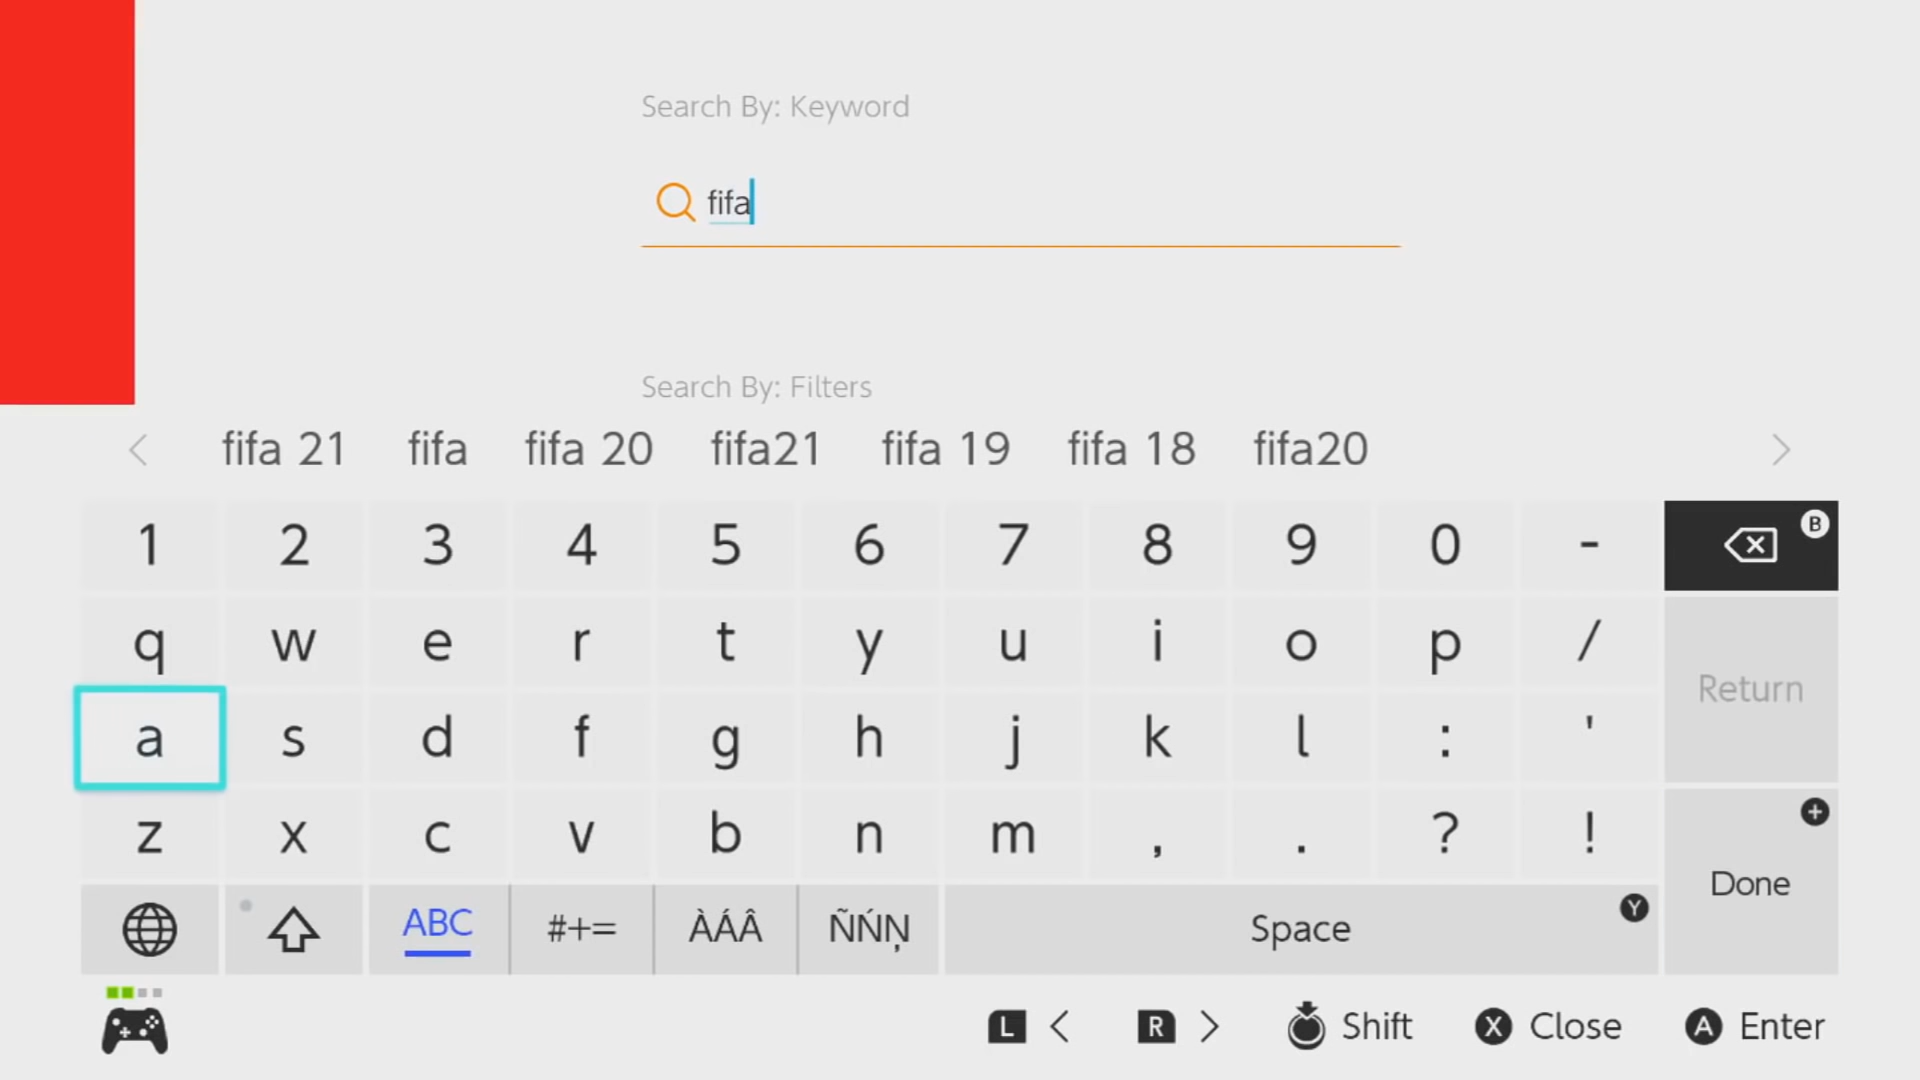 Search By: Keyword
fifa
Search By: Filters
fifa 21 fifa fifa 20 fifa21 fifa 19 fifa 18 fifa20
1 2 3 4 5 6 7 8 9 0 - B
q w e r t y u i o p /
Return
a s d f g h j k l : '
z x c v b n m , . ? ! +
Done
ABC #+= ÀÁÂ ÑŃŅ Space Y
L < R > Shift X Close A Enter